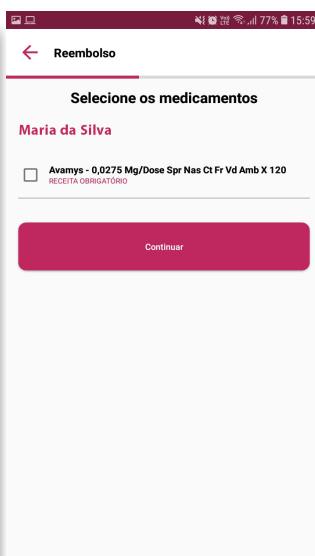 77% 15:59
Reembolso
Selecione os medicamentos
Maria da Silva
Avamys - 0,0275 Mg/Dose Spr Nas Ct Fr Vd Amb X 120
RECEITA OBRIGATÓRIO
Continuar